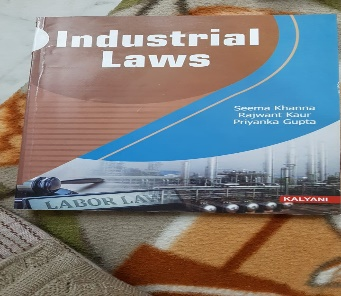 Industrial
Laws
Seema Khanna
Rajwant Kaur
Priyanka Gupta
LABOR LAW
KALYANI